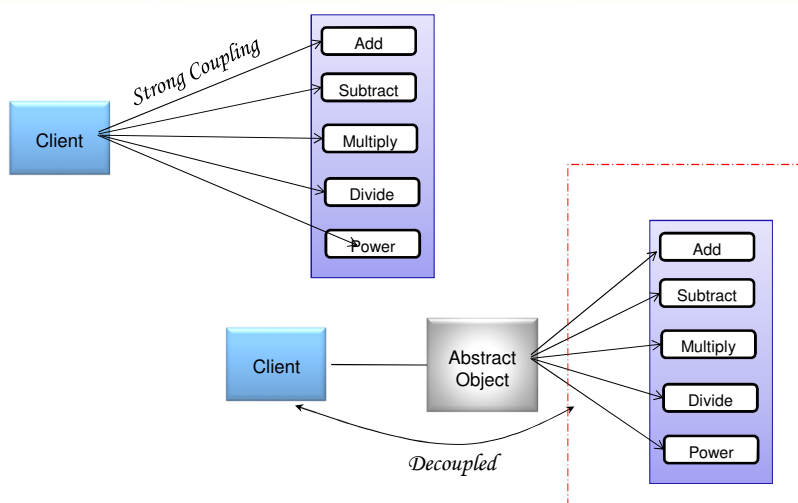 Strong Coupling
Client
Add
Subtract
Multiply
Divide
Power
Client
Abstract
Object
Decoupled
Add
Subtract
Multiply
Divide
Power